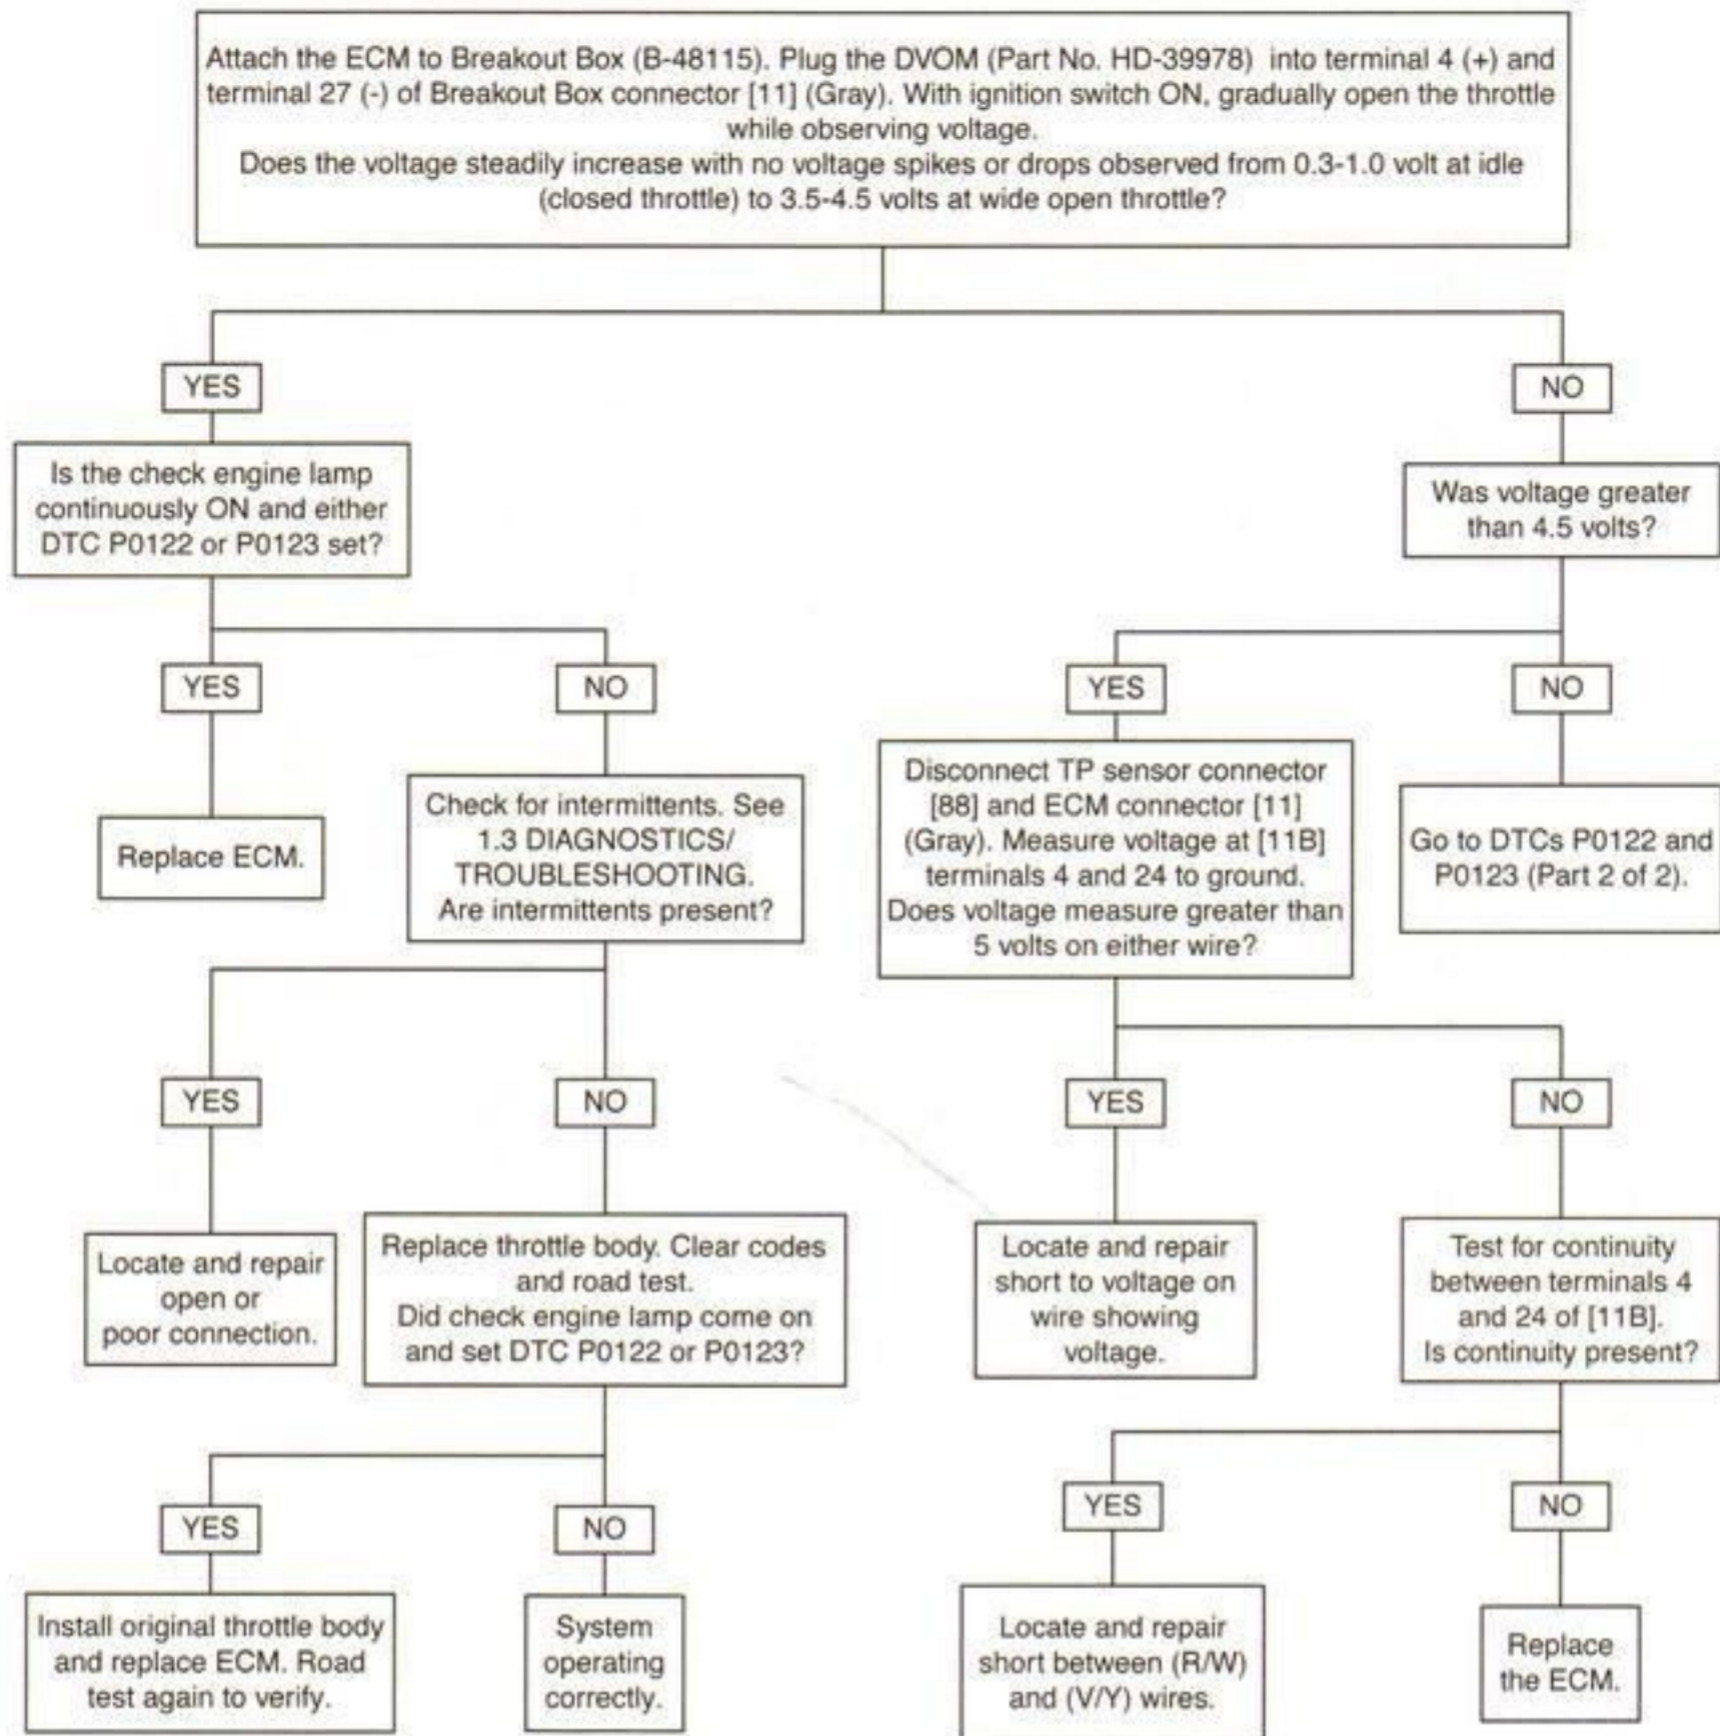 Attach the ECM to Breakout Box (B-48115). Plug the DVOM (Part No. HD-39978) into terminal 4 (+) and
terminal 27 (-) of Breakout Box connector [11] (Gray). With ignition switch ON, gradually open the throttle
while observing voltage.
Does the voltage steadily increase with no voltage spikes or drops observed from 0.3-1.0 volt at idle
(closed throttle) to 3.5-4.5 volts at wide open throttle?
YES
NO
Is the check engine lamp
continuously ON and either
DTC P0122 or P0123 set?
Was voltage greater
than 4.5 volts?
YES
NO
YES
NO
Replace ECM.
Check for intermittents. See
1.3 DIAGNOSTICS/
TROUBLESHOOTING.
Are intermittents present?
Disconnect TP sensor connector
[88] and ECM connector [11]
(Gray). Measure voltage at [11B]
terminals 4 and 24 to ground.
Does voltage measure greater than
5 volts on either wire?
Go to DTCs P0122 and
P0123 (Part 2 of 2).
YES
NO
YES
NO
Locate and repair
open or
poor connection.
Replace throttle body. Clear codes
and road test.
Did check engine lamp come on
and set DTC P0122 or P0123?
Locate and repair
short to voltage on
wire showing
voltage.
Test for continuity
between terminals 4
and 24 of [11B].
Is continuity present?
YES
NO
YES
NO
Install original throttle body
and replace ECM. Road
test again to verify.
System
operating
correctly.
Locate and repair
short between (R/W)
and (V/Y) wires.
Replace
the ECM.